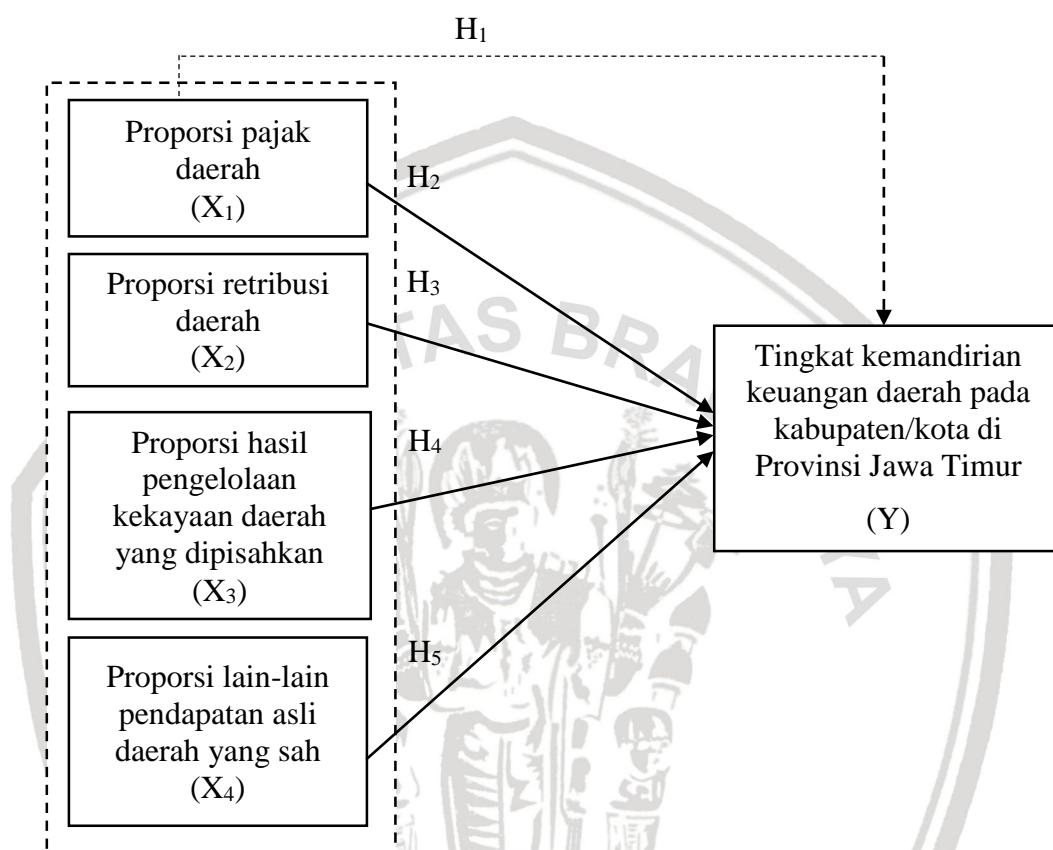 H₁
Proporsi pajak
daerah
(X₁)
H₂
Proporsi retribusi
daerah
(X₂)
H₃
Proporsi hasil
pengelolaan
kekayaan daerah
yang dipisahkan
(X₃)
H₄
Proporsi lain-lain
pendapatan asli
daerah yang sah
(X₄)
H₅
Tingkat kemandirian
keuangan daerah pada
kabupaten/kota di
Provinsi Jawa Timur
(Y)
TAS BRA
A